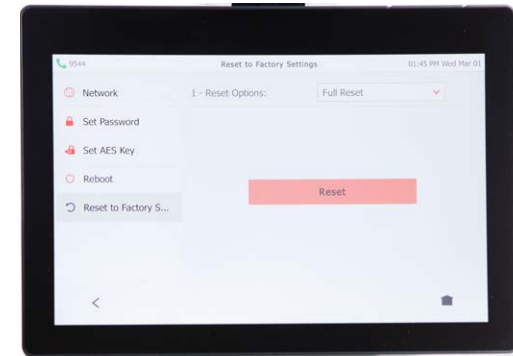 9544 Reset to Factory Settings 01:45 PM Wed Mar 01
Network
1 - Reset Options: Full Reset
Set Password
Set AES Key
Reboot
Reset
Reset to Factory S...